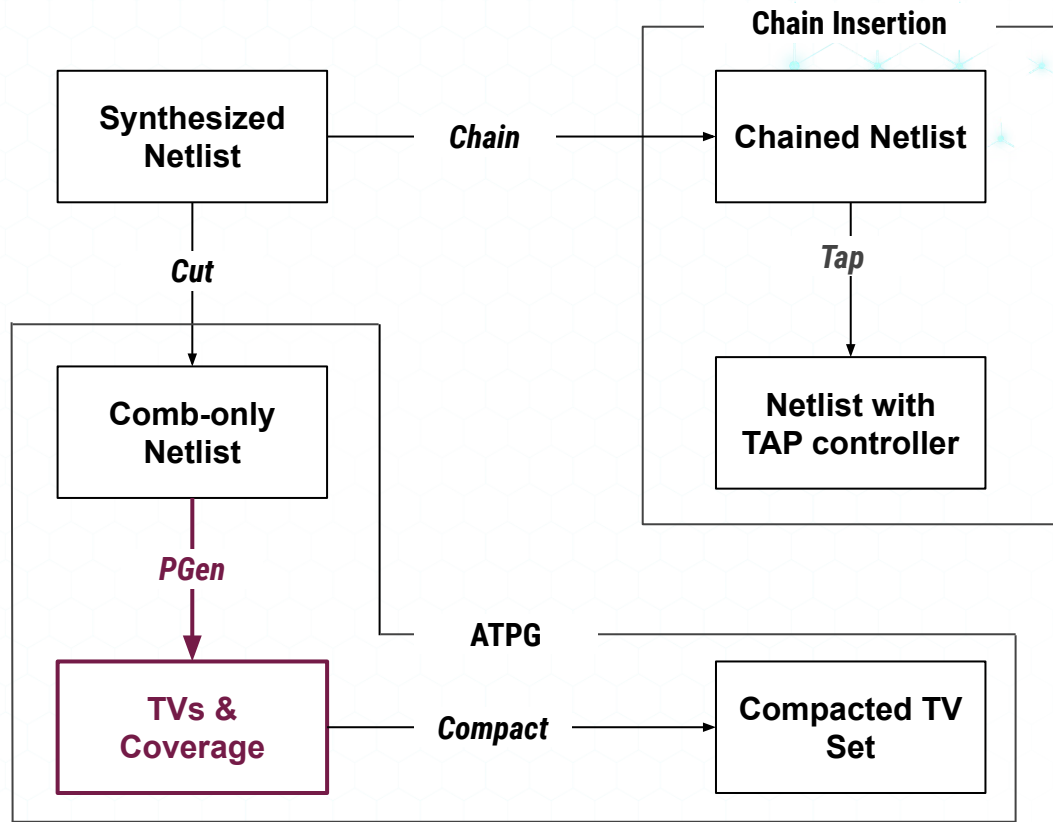 Chain Insertion
Synthesized
Netlist
Chain
Chained Netlist
Cut
Tap
Comb-only
Netlist
Netlist with
TAP controller
PGen
ATPG
TVs &
Coverage
Compact
Compacted TV
Set